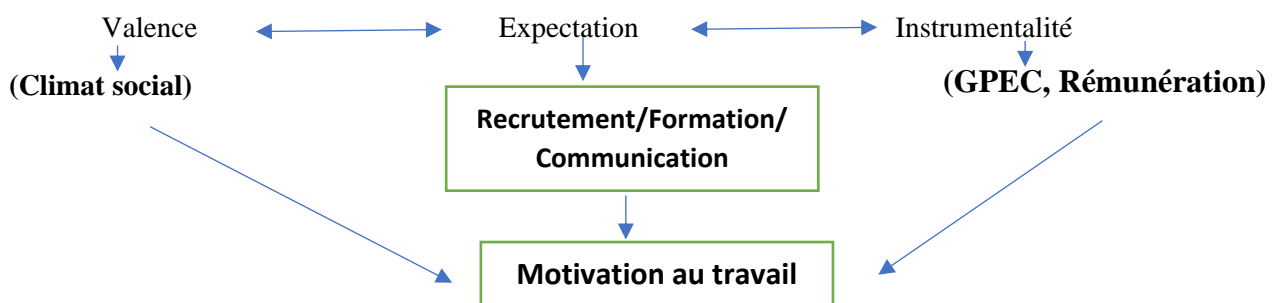 Valence Expectation Instrumentalité
(Climat social) (GPEC, Rémunération)
Recrutement/Formation/
Communication
Motivation au travail